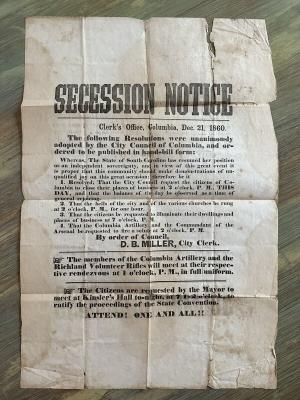 SECESSION NOTICE
Clerk's Office, Columbia, Dec. 21, 1860.
The following Resolutions were unanimously
adopted by the City Council of Columbia, and or-
dered to be published in hand-bill form:
Whereas, The State of South Carolina has resumed her position
as an independent sovereignty, and in view of this great event it
is proper that this community should make demonstrations of un-
qualified joy on this great occasion: therefore be it
1. Resolved, That the City Council request the citizens of Co-
lumbia to close their places of business at 2 o'clock, P. M. THIS
DAY, and that the balance of the day be observed as a time of
general rejoicing.
2. That the bells of the city and of the various churches be rung
at 2 o'clock, P. M., for one hour.
3. That the citizens be requested to illuminate their dwellings and
places of business at 7 o'clock, P. M.
4. That the Columbia Artillery and the Commandant of the
Arsenal be requested to fire a salute at 2 o'clock, P. M.
By order of Council,
D. B. MILLER, City Clerk.
The members of the Columbia Artillery and the
Richland Volunteer Rifles will meet at their respec-
tive rendezvous at 1 o'clock, P. M., in full uniform.
The Citizens are requested by the Mayor to
meet at Kinsler's Hall to-night, at 7 1-2 o'clock, to
ratify the proceedings of the State Convention.
ATTEND! ONE AND ALL!!